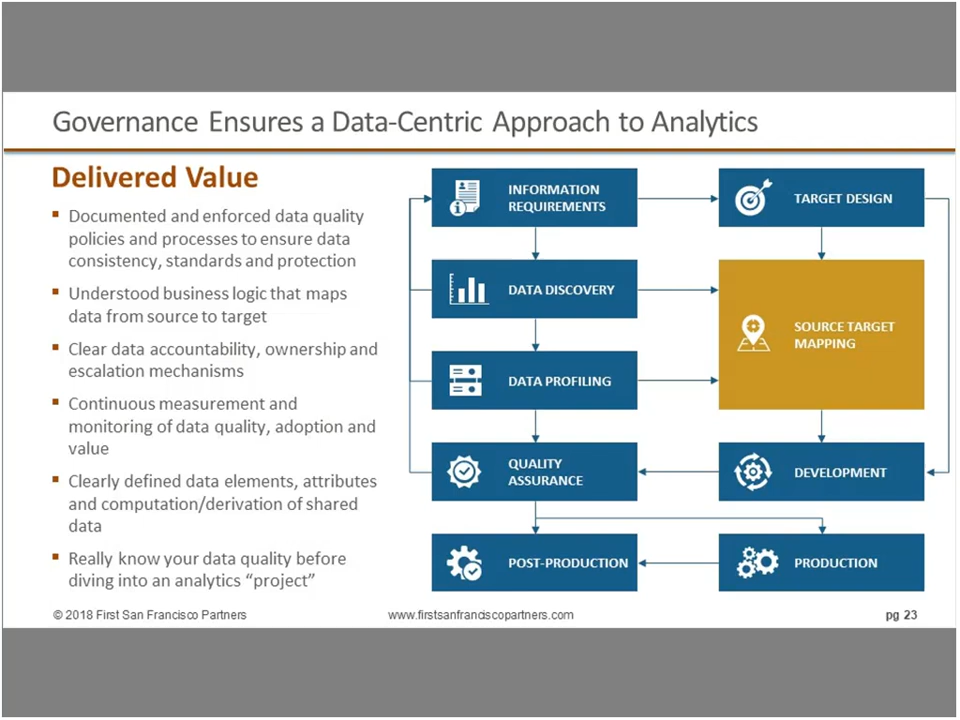 Governance Ensures a Data-Centric Approach to Analytics
Delivered Value
▪ Documented and enforced data quality
policies and processes to ensure data
consistency, standards and protection
▪ Understood business logic that maps
data from source to target
▪ Clear data accountability, ownership and
escalation mechanisms
▪ Continuous measurement and
monitoring of data quality, adoption and
value
▪ Clearly defined data elements, attributes
and computation/derivation of shared
data
▪ Really know your data quality before
diving into an analytics “project”
INFORMATION
REQUIREMENTS
TARGET DESIGN
DATA DISCOVERY
SOURCE TARGET
MAPPING
DATA PROFILING
QUALITY
ASSURANCE
DEVELOPMENT
POST-PRODUCTION
PRODUCTION
© 2018 First San Francisco Partners
www.firstsanfranciscopartners.com
pg 23